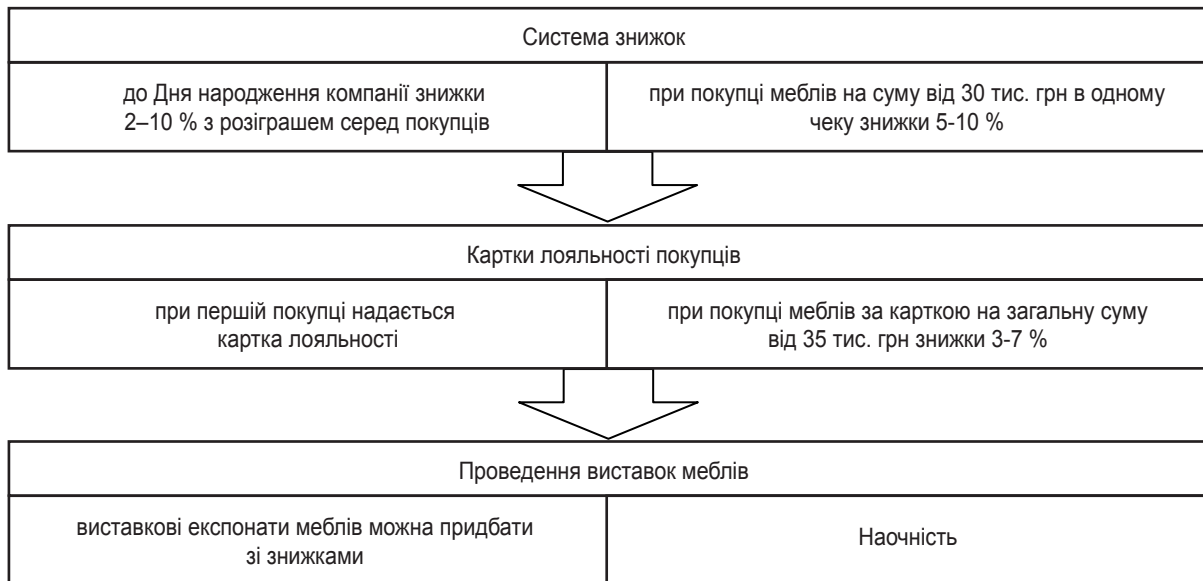 Система знижок
до Дня народження компанії знижки
2–10 % з розіграшем серед покупців
при покупці меблів на суму від 30 тис. грн в одному
чеку знижки 5-10 %
Картки лояльності покупців
при першій покупці надається
картка лояльності
при покупці меблів за карткою на загальну суму
від 35 тис. грн знижки 3-7 %
Проведення виставок меблів
виставкові експонати меблів можна придбати
зі знижками
Наочність